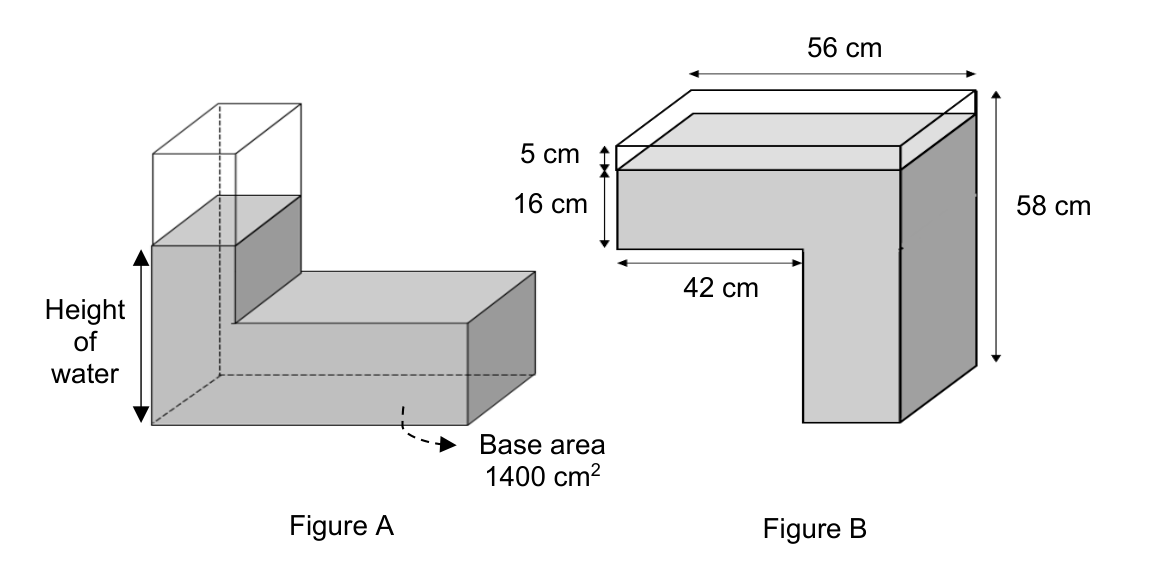 56 cm
5 cm
16 cm
58 cm
42 cm
Height
of
water
Base area
1400 cm²
Figure A
Figure B